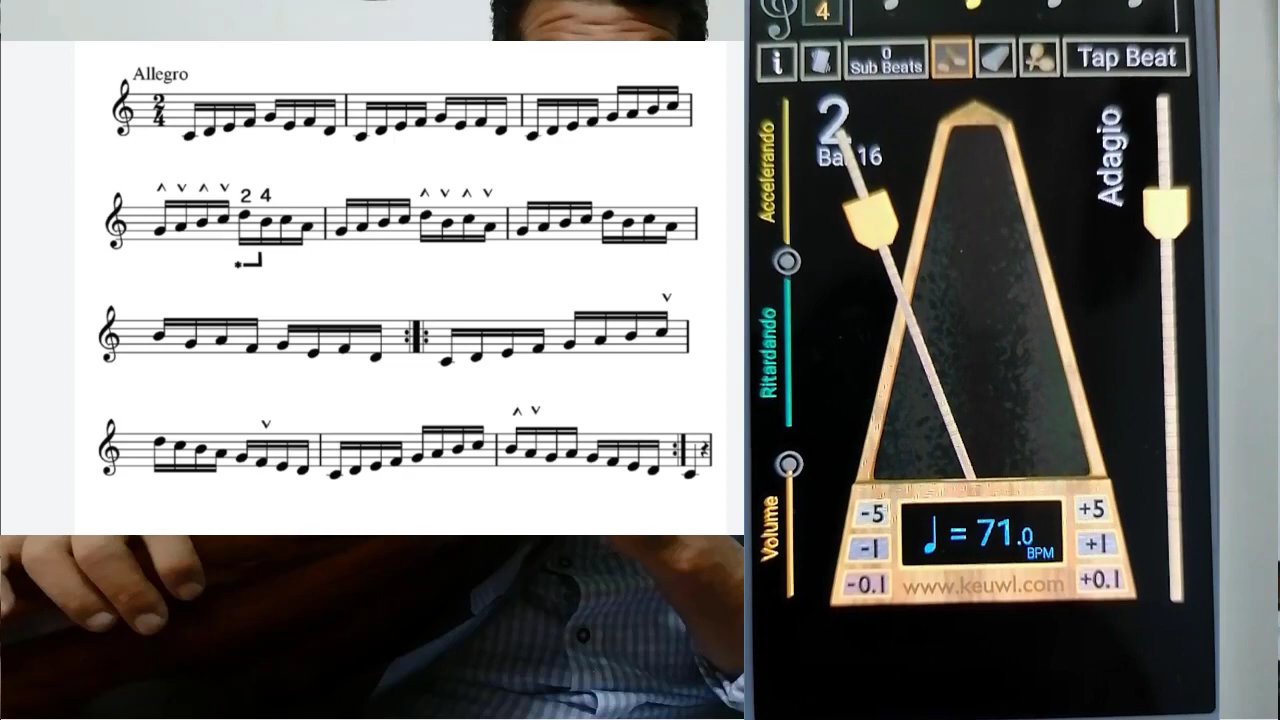 Allegro
2
4
2 4
4
i
0
Sub Beats
Tap Beat
Accelerando
2
Bar 16
Adagio
Ritardando
Volume
-5
-1
-0.1
♩ = 71.0
BPM
+5
+1
+0.1
www.keuwl.com